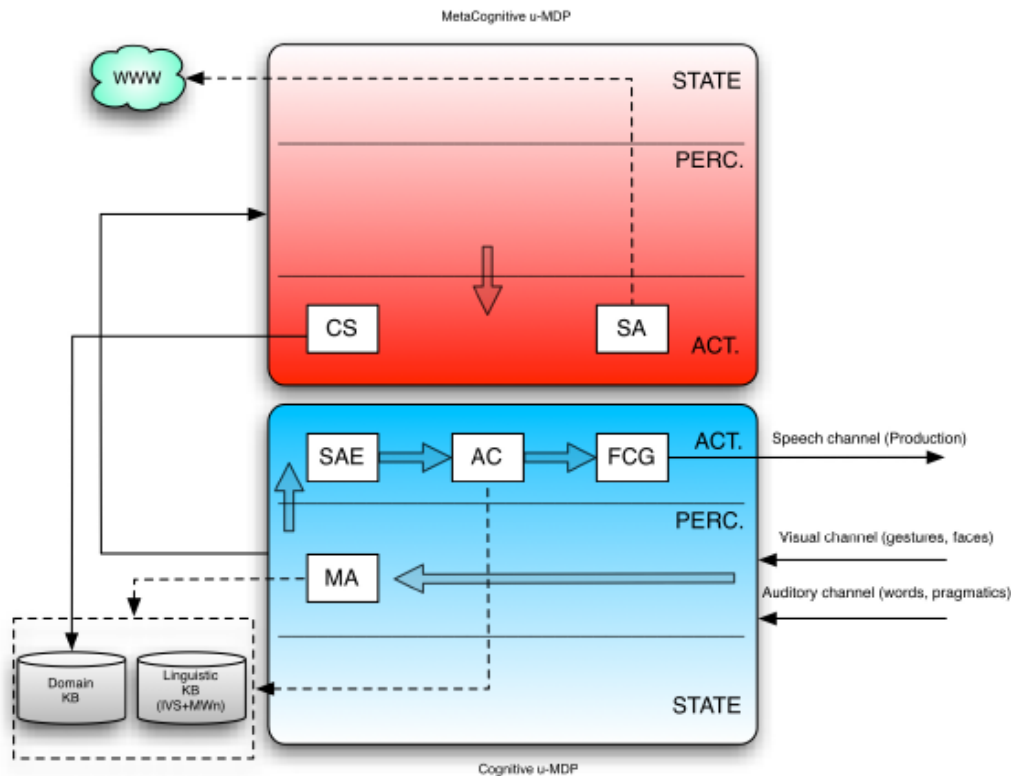 MetaCognitive u-MDP
WWW
STATE
PERC.
CS
SA
ACT.
SAE
AC
FCG
ACT.
Speech channel (Production)
PERC.
Visual channel (gestures, faces)
MA
Auditory channel (words, pragmatics)
Domain
KB
Linguistic
KB
(IVS+MWn)
STATE
Cognitive u-MDP